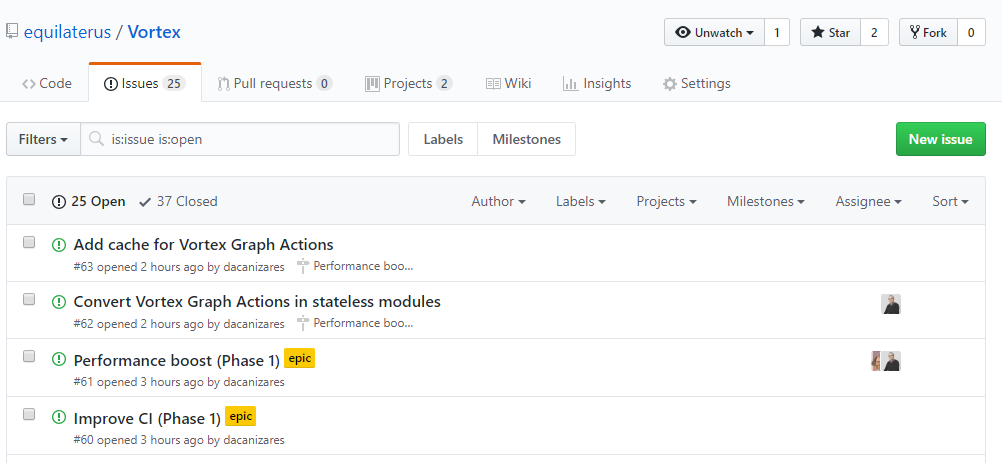 equilaterus / Vortex Unwatch 1 Star 2 Fork 0
Code Issues 25 Pull requests 0 Projects 2 Wiki Insights Settings
Filters is:issue is:open Labels Milestones New issue
25 Open 37 Closed Author Labels Projects Milestones Assignee Sort
Add cache for Vortex Graph Actions
#63 opened 2 hours ago by dacanizares Performance boo...
Convert Vortex Graph Actions in stateless modules
#62 opened 2 hours ago by dacanizares Performance boo...
Performance boost (Phase 1) epic
#61 opened 3 hours ago by dacanizares
Improve CI (Phase 1) epic
#60 opened 3 hours ago by dacanizares